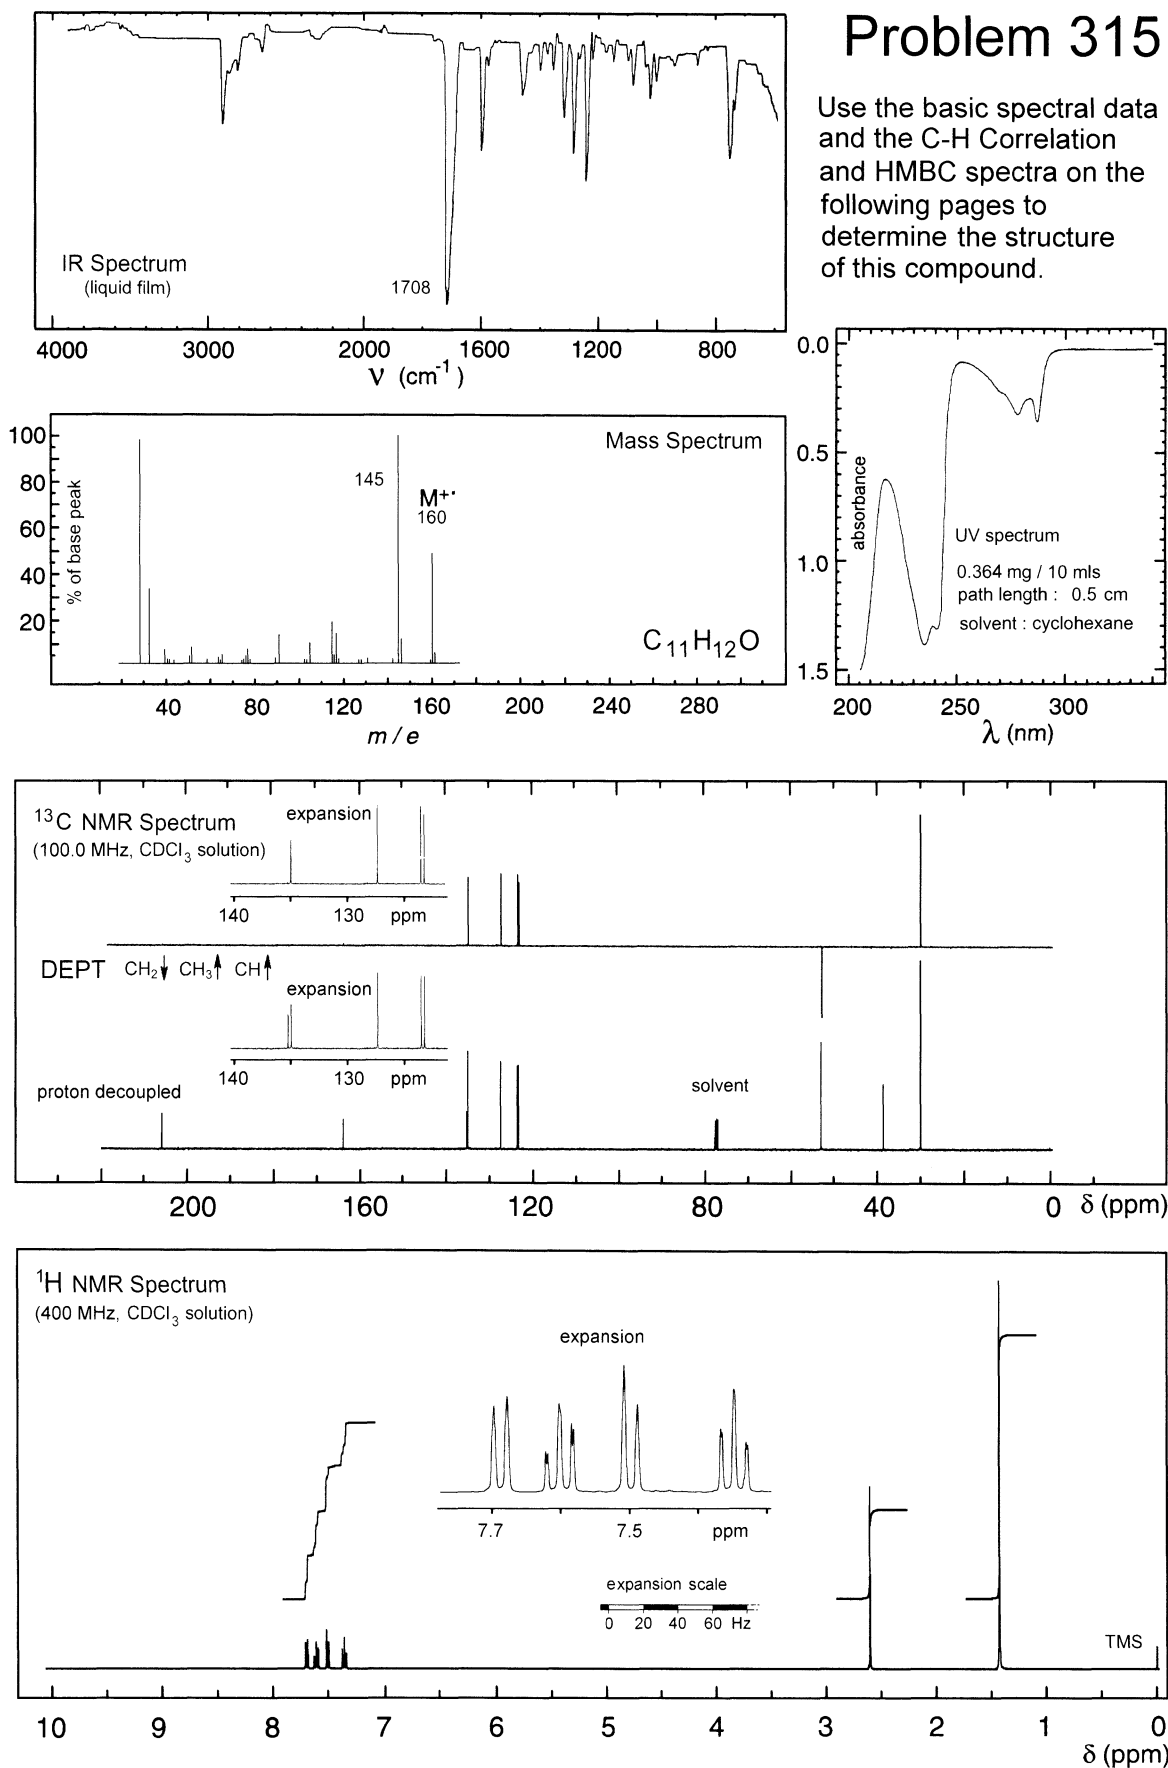 Problem 315
Use the basic spectral data
and the C-H Correlation
and HMBC spectra on the
following pages to
determine the structure
of this compound.
IR Spectrum
(liquid film)
1708
4000 3000 2000 1600 1200 800
ν (cm⁻¹)
100
80
60
40
20
% of base peak
Mass Spectrum
145
M⁺·
160
C₁₁H₁₂O
40 80 120 160 200 240 280
m / e
0.0
0.5
1.0
1.5
absorbance
UV spectrum
0.364 mg / 10 mls
path length : 0.5 cm
solvent : cyclohexane
200 250 300
λ (nm)
¹³C NMR Spectrum
(100.0 MHz, CDCl₃ solution)
expansion
140 130 ppm
DEPT CH₂↓ CH₃↑ CH↑
expansion
140 130 ppm
proton decoupled
solvent
200 160 120 80 40 0 δ (ppm)
¹H NMR Spectrum
(400 MHz, CDCl₃ solution)
expansion
7.7 7.5 ppm
expansion scale
0 20 40 60 Hz
TMS
10 9 8 7 6 5 4 3 2 1 0
δ (ppm)